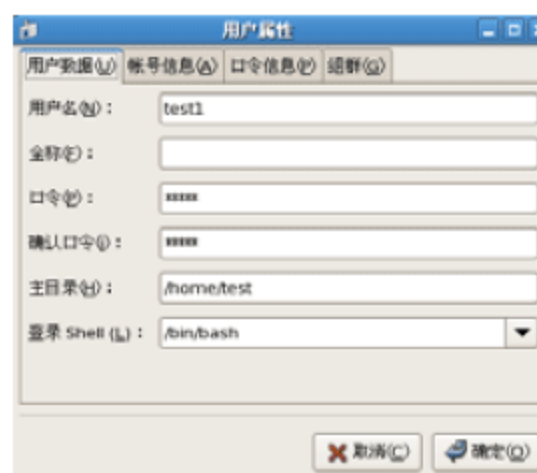 用户属性
用户数据(U) 帐号信息(A) 口令信息(P) 组群(G)
用户名(N)： test1
全称(F)：
口令(P)： *****
确认口令(I)： *****
主目录(H)： /home/test
登录 Shell (L)： /bin/bash
取消(C) 确定(O)